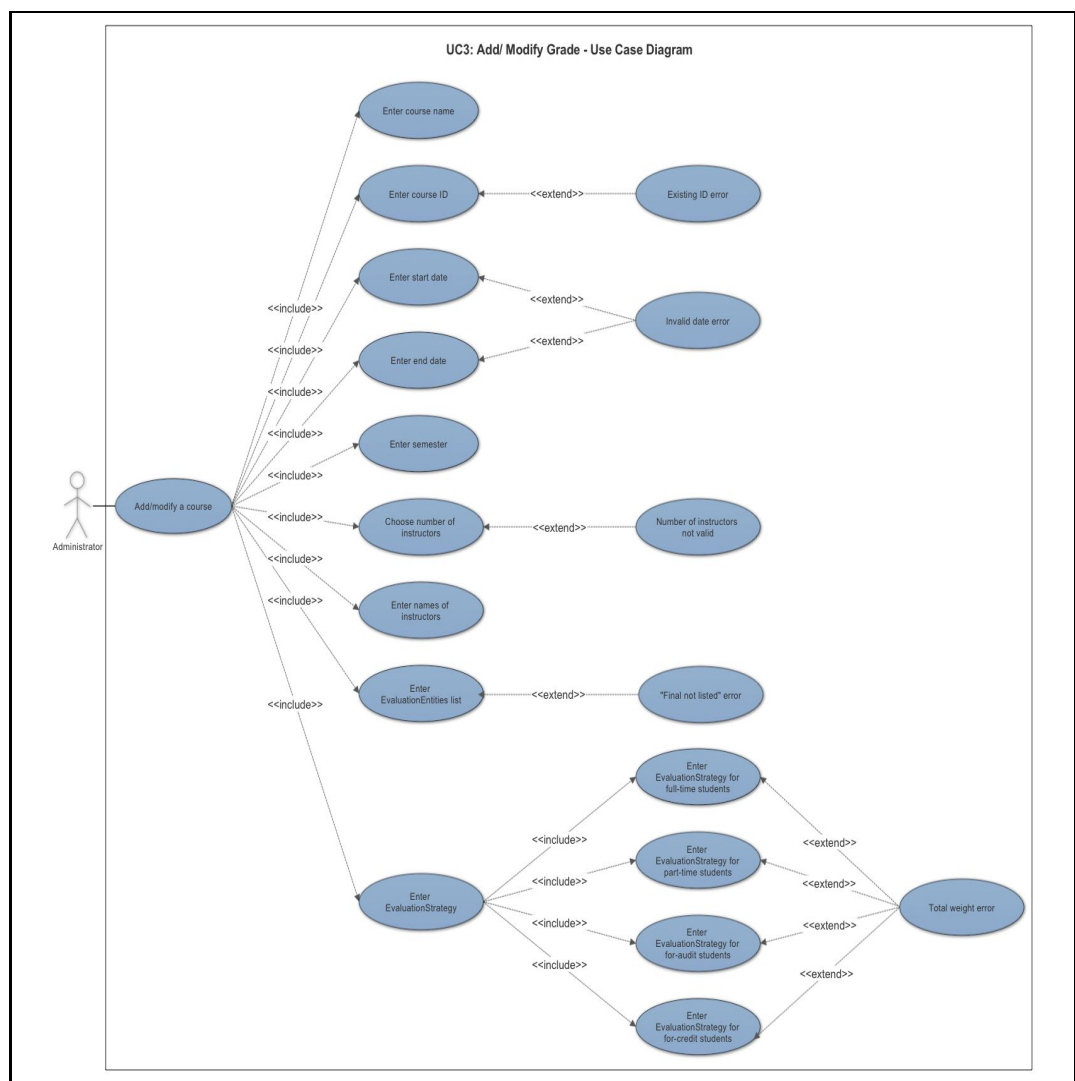 UC3: Add/ Modify Grade - Use Case Diagram
Enter course name
Enter course ID
<<extend>>
Existing ID error
Enter start date
<<extend>>
<<include>>
Invalid date error
<<extend>>
<<include>>
Enter end date
<<include>>
<<include>>
Enter semester
<<include>>
Add/modify a course
Administrator
<<include>>
Choose number of
instructors
<<extend>>
Number of instructors
not valid
<<include>>
<<include>>
Enter names of
instructors
Enter
EvaluationEntities list
<<extend>>
"Final not listed" error
<<include>>
Enter
EvaluationStrategy for
full-time students
<<include>>
<<extend>>
Enter
EvaluationStrategy for
part-time students
<<include>>
<<extend>>
Enter
EvaluationStrategy
Total weight error
<<include>>
<<extend>>
Enter
EvaluationStrategy for
for-audit students
<<include>>
<<extend>>
Enter
EvaluationStrategy for
for-credit students